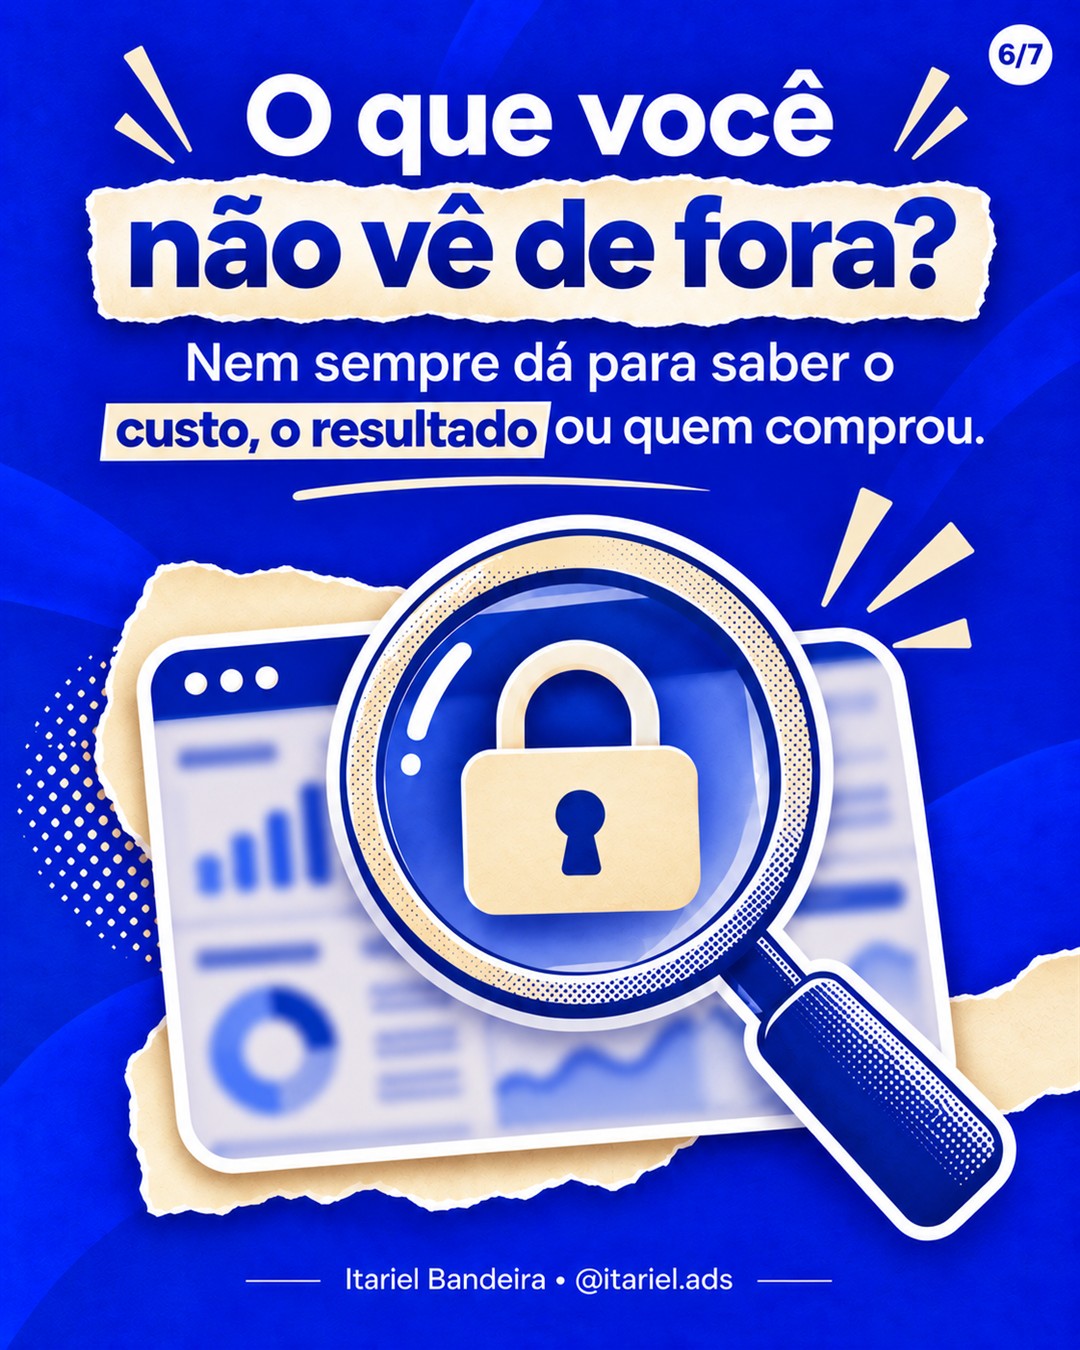 6/7
O que você
não vê de fora?
Nem sempre dá para saber o
custo, o resultado ou quem comprou.
Itariel Bandeira • @itariel.ads